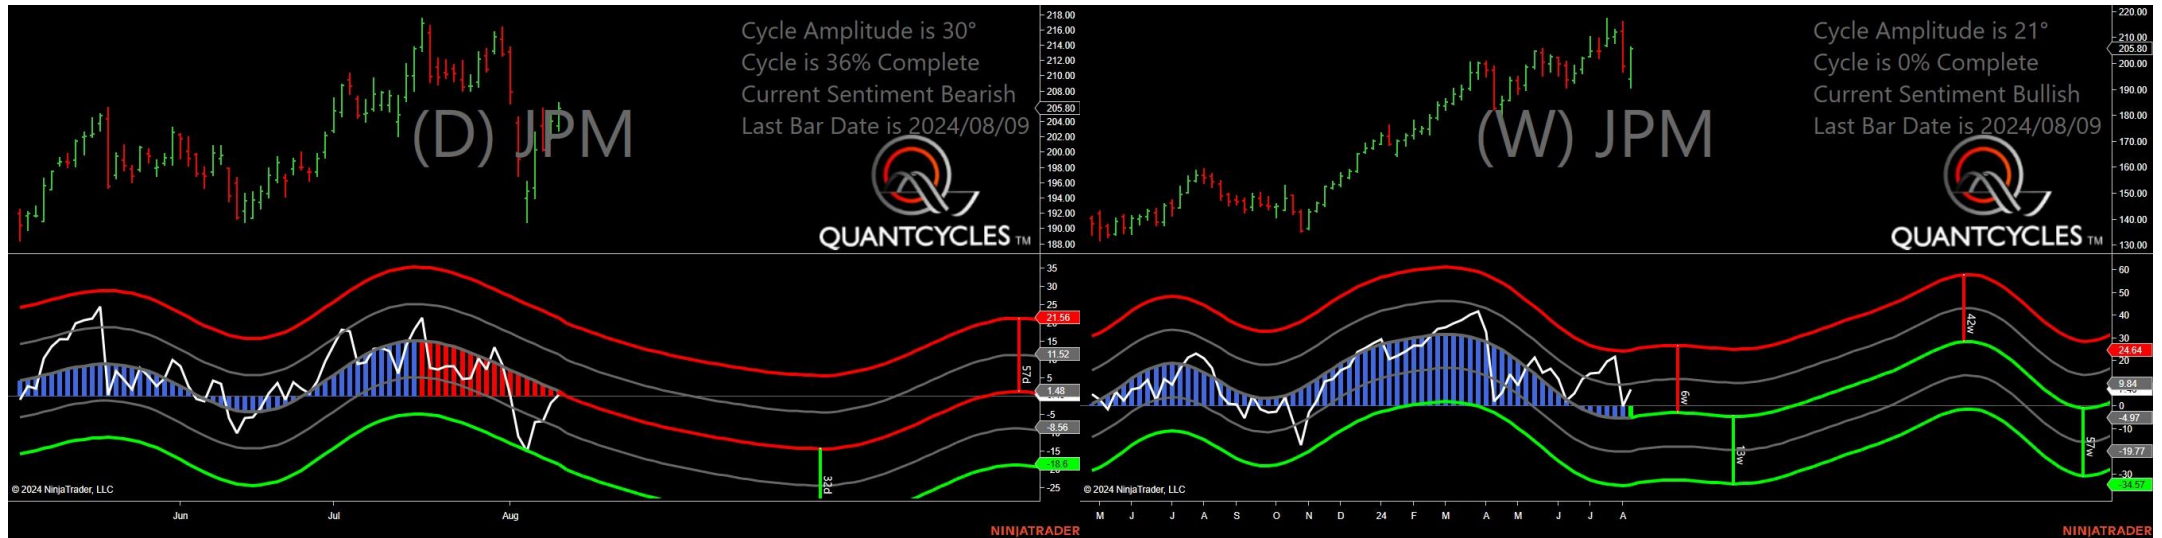 Cycle Amplitude is 30°
Cycle is 36% Complete
Current Sentiment Bearish
Last Bar Date is 2024/08/09
(D) JPM
QUANTCYCLES TM
218.00
216.00
214.00
212.00
210.00
208.00
205.80
204.00
202.00
200.00
198.00
196.00
194.00
192.00
190.00
188.00
35
30
25
21.56
15
11.52
5
1.48
-5
-8.56
-15
-18.6
-25
57d
32d
© 2024 NinjaTrader, LLC
Jun
Jul
Aug
NINJATRADER
Cycle Amplitude is 21°
Cycle is 0% Complete
Current Sentiment Bullish
Last Bar Date is 2024/08/09
(W) JPM
QUANTCYCLES TM
220.00
210.00
205.80
200.00
190.00
180.00
170.00
160.00
150.00
140.00
130.00
60
50
40
30
24.64
20
9.84
0
-4.97
-10
-19.77
-30
-34.57
6w
13w
42w
57w
© 2024 NinjaTrader, LLC
M J J A S O N D 24 F M A M J J A
NINJATRADER